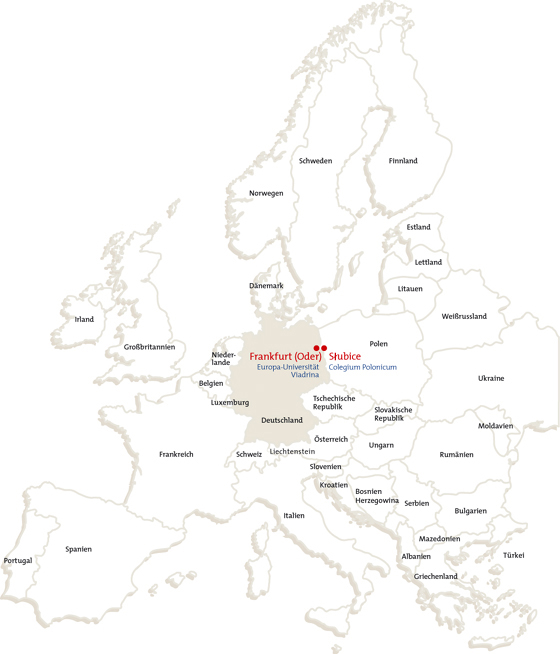 Schweden
Finnland
Norwegen
Estland
Lettland
Dänemark
Litauen
Weißrussland
Irland
Großbritannien
Polen
Nieder-
lande
Frankfurt (Oder)
Słubice
Europa-Universität
Viadrina
Colegium Polonicum
Belgien
Ukraine
Luxemburg
Tschechische
Republik
Slovakische
Republik
Deutschland
Moldavien
Österreich
Ungarn
Frankreich
Schweiz
Liechtenstein
Rumänien
Slovenien
Kroatien
Bosnien
Herzegowina
Serbien
Bulgarien
Italien
Mazedonien
Spanien
Albanien
Türkei
Portugal
Griechenland